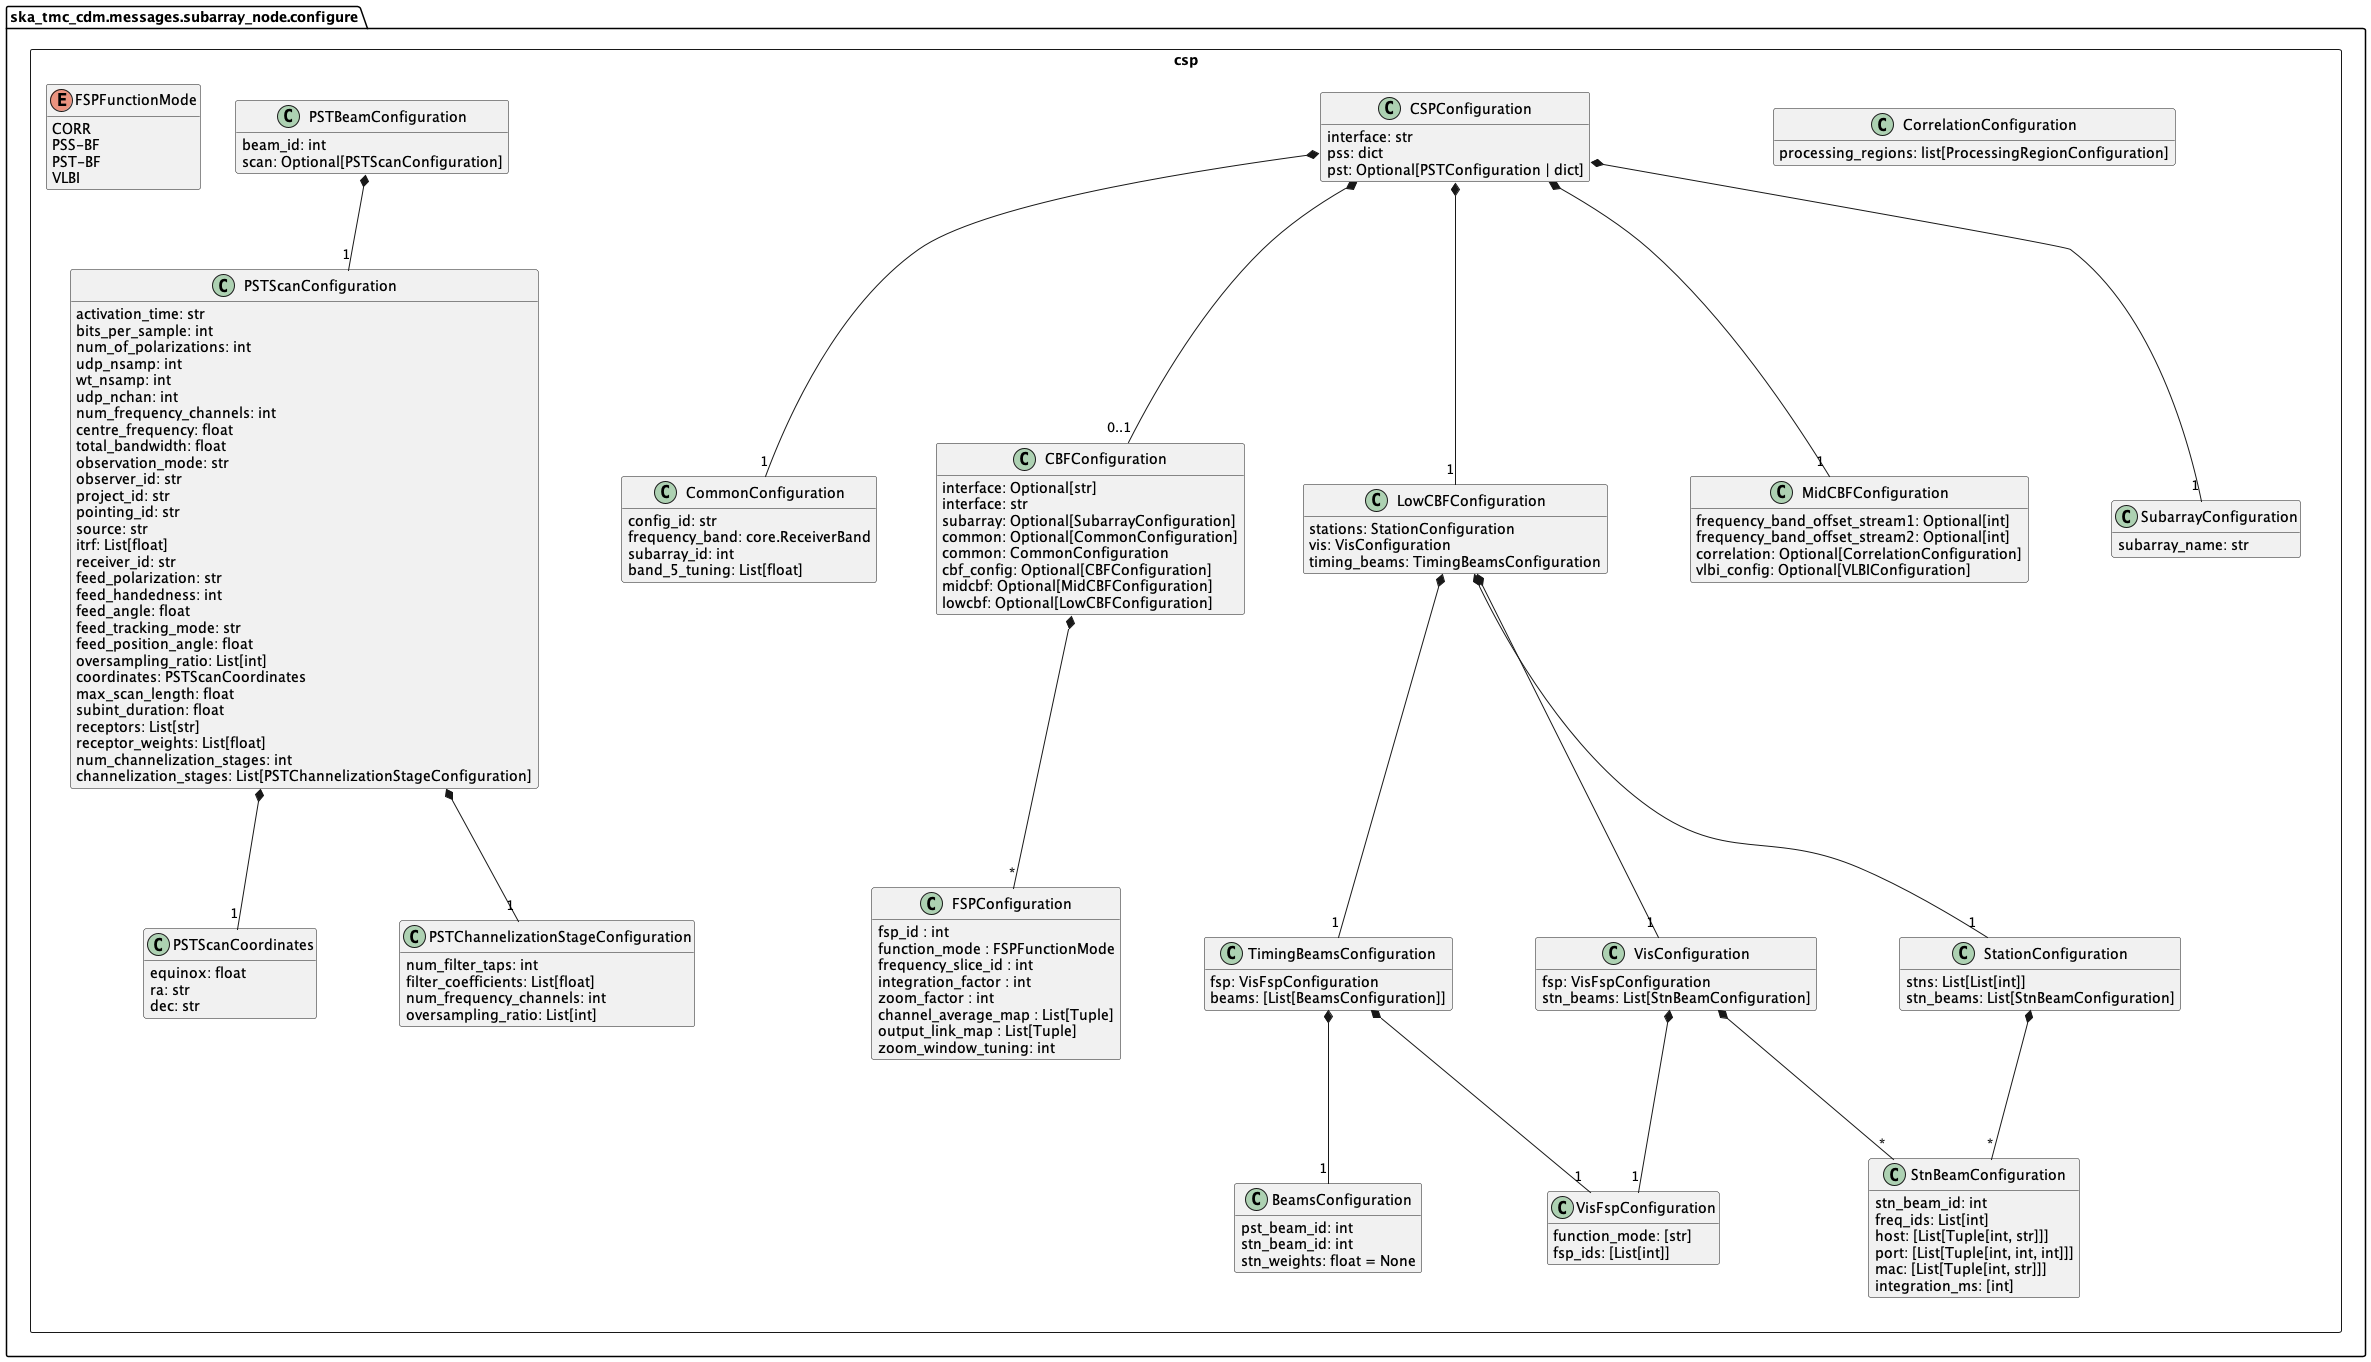 ska_tmc_cdm.messages.subarray_node.configure
csp
E FSPFunctionMode
CORR
PSS-BF
PST-BF
VLBI
C PSTBeamConfiguration
beam_id: int
scan: Optional[PSTScanConfiguration]
C CSPConfiguration
interface: str
pss: dict
pst: Optional[PSTConfiguration | dict]
C CorrelationConfiguration
processing_regions: list[ProcessingRegionConfiguration]
1
C PSTScanConfiguration
activation_time: str
bits_per_sample: int
num_of_polarizations: int
udp_nsamp: int
wt_nsamp: int
udp_nchan: int
num_frequency_channels: int
centre_frequency: float
total_bandwidth: float
observation_mode: str
observer_id: str
project_id: str
pointing_id: str
source: str
itrf: List[float]
receiver_id: str
feed_polarization: str
feed_handedness: int
feed_angle: float
feed_tracking_mode: str
feed_position_angle: float
oversampling_ratio: List[int]
coordinates: PSTScanCoordinates
max_scan_length: float
subint_duration: float
receptors: List[str]
receptor_weights: List[float]
num_channelization_stages: int
channelization_stages: List[PSTChannelizationStageConfiguration]
1
C CommonConfiguration
config_id: str
frequency_band: core.ReceiverBand
subarray_id: int
band_5_tuning: List[float]
0..1
C CBFConfiguration
interface: Optional[str]
interface: str
subarray: Optional[SubarrayConfiguration]
common: Optional[CommonConfiguration]
common: CommonConfiguration
cbf_config: Optional[CBFConfiguration]
midcbf: Optional[MidCBFConfiguration]
lowcbf: Optional[LowCBFConfiguration]
1
C LowCBFConfiguration
stations: StationConfiguration
vis: VisConfiguration
timing_beams: TimingBeamsConfiguration
1
C MidCBFConfiguration
frequency_band_offset_stream1: Optional[int]
frequency_band_offset_stream2: Optional[int]
correlation: Optional[CorrelationConfiguration]
vlbi_config: Optional[VLBIConfiguration]
1
C SubarrayConfiguration
subarray_name: str
1
C PSTScanCoordinates
equinox: float
ra: str
dec: str
1
C PSTChannelizationStageConfiguration
num_filter_taps: int
filter_coefficients: List[float]
num_frequency_channels: int
oversampling_ratio: List[int]
*
C FSPConfiguration
fsp_id : int
function_mode : FSPFunctionMode
frequency_slice_id : int
integration_factor : int
zoom_factor : int
channel_average_map : List[Tuple]
output_link_map : List[Tuple]
zoom_window_tuning: int
1
C TimingBeamsConfiguration
fsp: VisFspConfiguration
beams: [List[BeamsConfiguration]]
1
C VisConfiguration
fsp: VisFspConfiguration
stn_beams: List[StnBeamConfiguration]
1
C StationConfiguration
stns: List[List[int]]
stn_beams: List[StnBeamConfiguration]
1
C BeamsConfiguration
pst_beam_id: int
stn_beam_id: int
stn_weights: float = None
1
1
C VisFspConfiguration
function_mode: [str]
fsp_ids: [List[int]]
*
*
C StnBeamConfiguration
stn_beam_id: int
freq_ids: List[int]
host: [List[Tuple[int, str]]]
port: [List[Tuple[int, int, int]]]
mac: [List[Tuple[int, str]]]
integration_ms: [int]